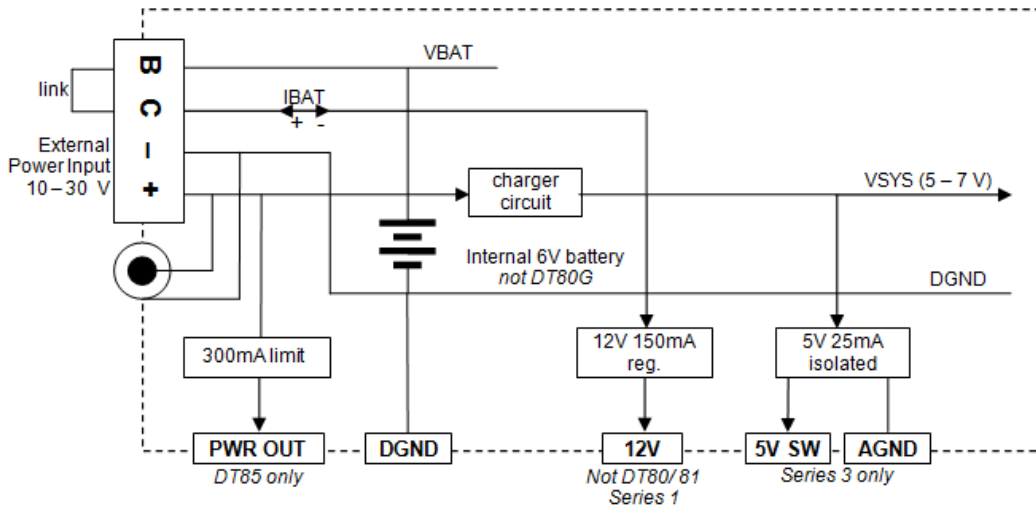 B
VBAT
link
C
IBAT
+ -
External
Power Input
10 – 30 V
–
+
charger
circuit
VSYS (5 – 7 V)
Internal 6V battery
not DT80G
DGND
300mA limit
12V 150mA
reg.
5V 25mA
isolated
PWR OUT
DGND
12V
5V SW
AGND
DT85 only
Not DT80/ 81
Series 1
Series 3 only